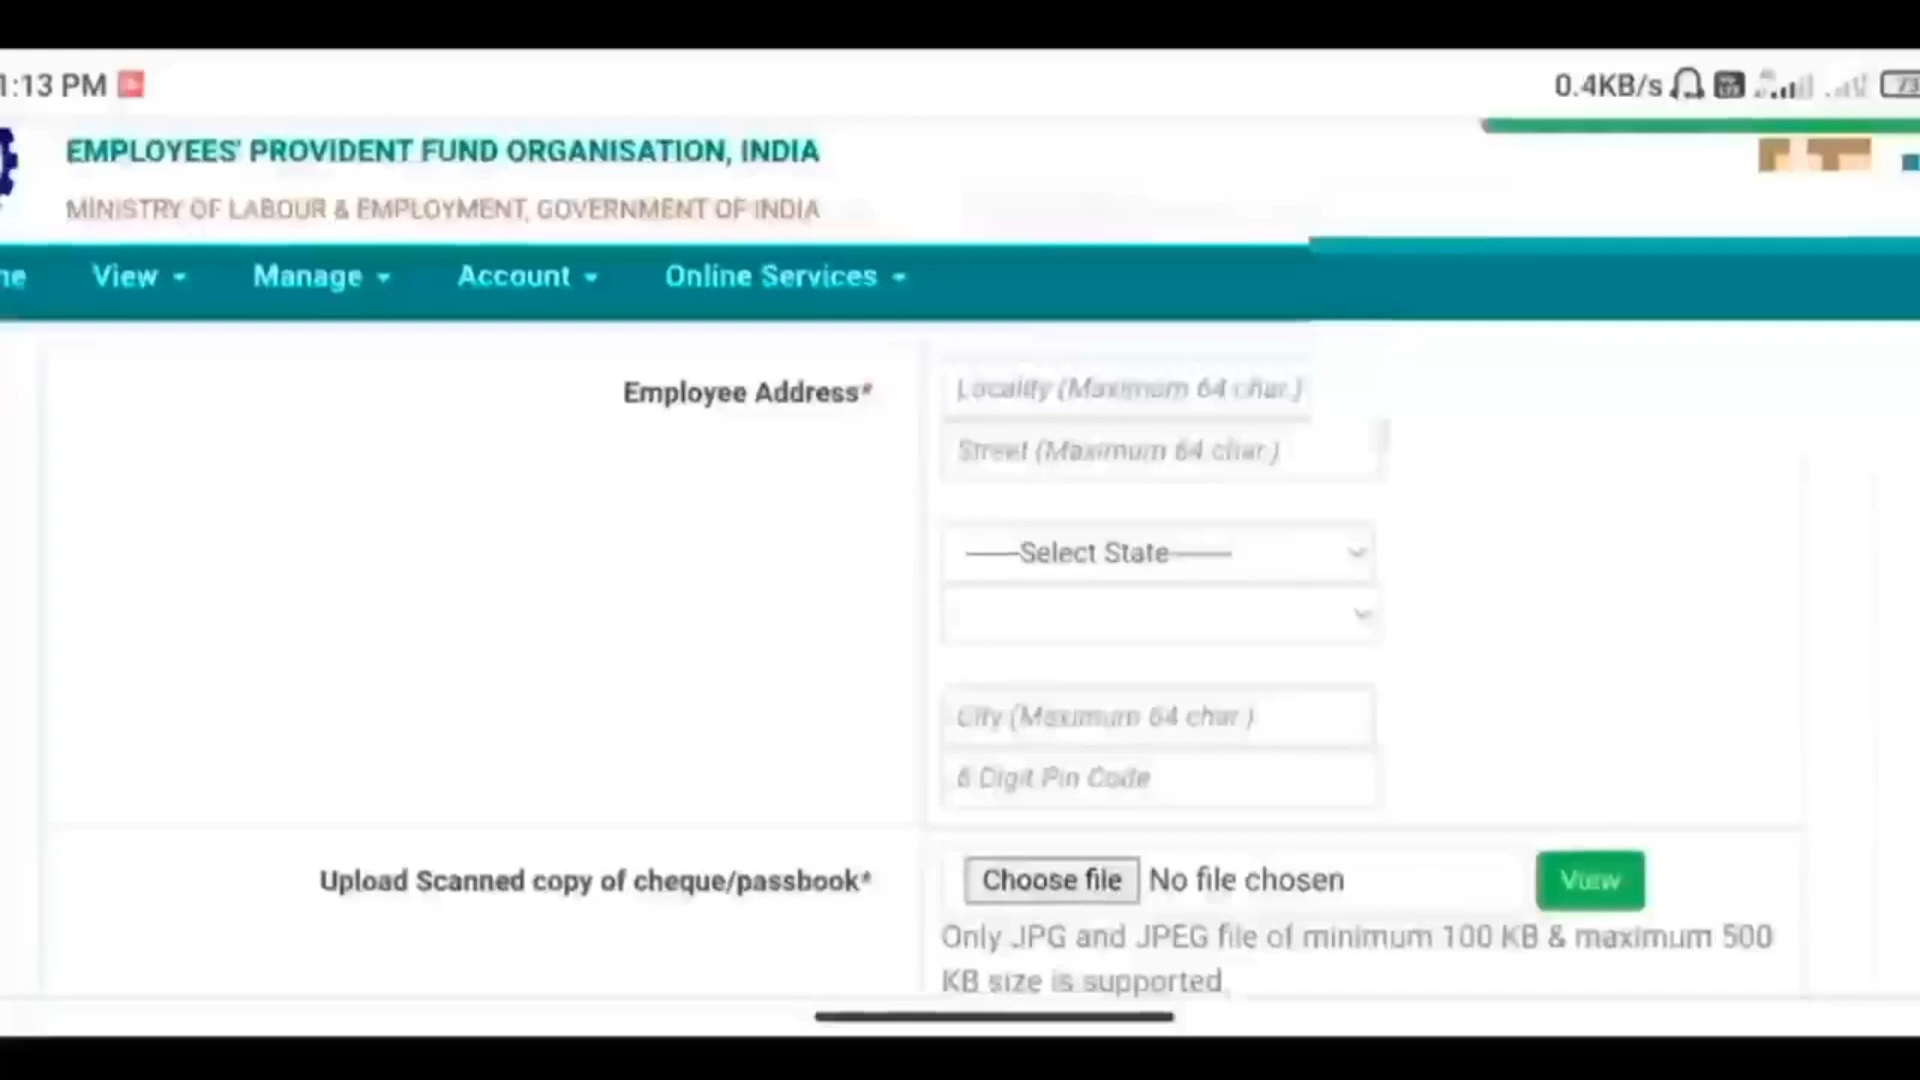 1:13 PM
0.4KB/s
73
EMPLOYEES' PROVIDENT FUND ORGANISATION, INDIA
MINISTRY OF LABOUR & EMPLOYMENT, GOVERNMENT OF INDIA
me View Manage Account Online Services
Employee Address*
Locality (Maximum 64 char.)
Street (Maximum 64 char.)
------Select State------
City (Maximum 64 char.)
6 Digit Pin Code
Upload Scanned copy of cheque/passbook*
Choose file No file chosen View
Only JPG and JPEG file of minimum 100 KB & maximum 500
KB size is supported.